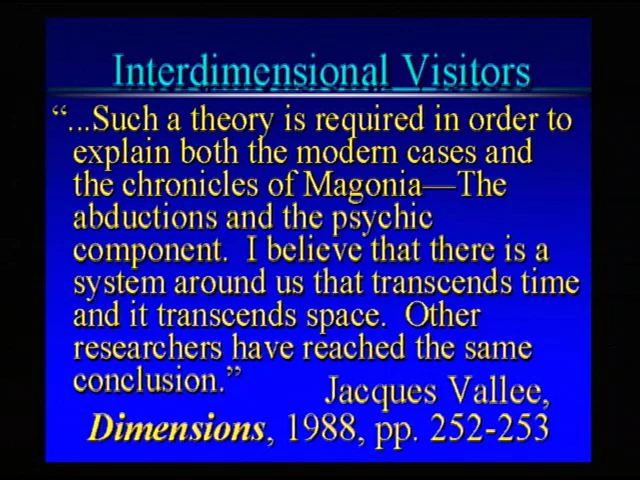 Interdimensional Visitors
“...Such a theory is required in order to
explain both the modern cases and
the chronicles of Magonia—The
abductions and the psychic
component.  I believe that there is a
system around us that transcends time
and it transcends space.  Other
researchers have reached the same
conclusion.”
Jacques Vallee,
Dimensions, 1988, pp. 252-253